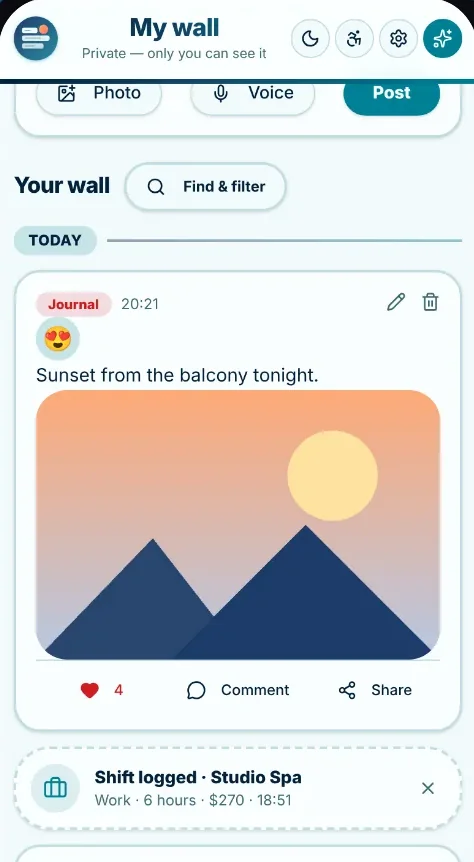 My wall
Private — only you can see it
Photo
Voice
Post
Your wall
Find & filter
TODAY
Journal 20:21
Sunset from the balcony tonight.
4
Comment
Share
Shift logged · Studio Spa
Work · 6 hours · $270 · 18:51